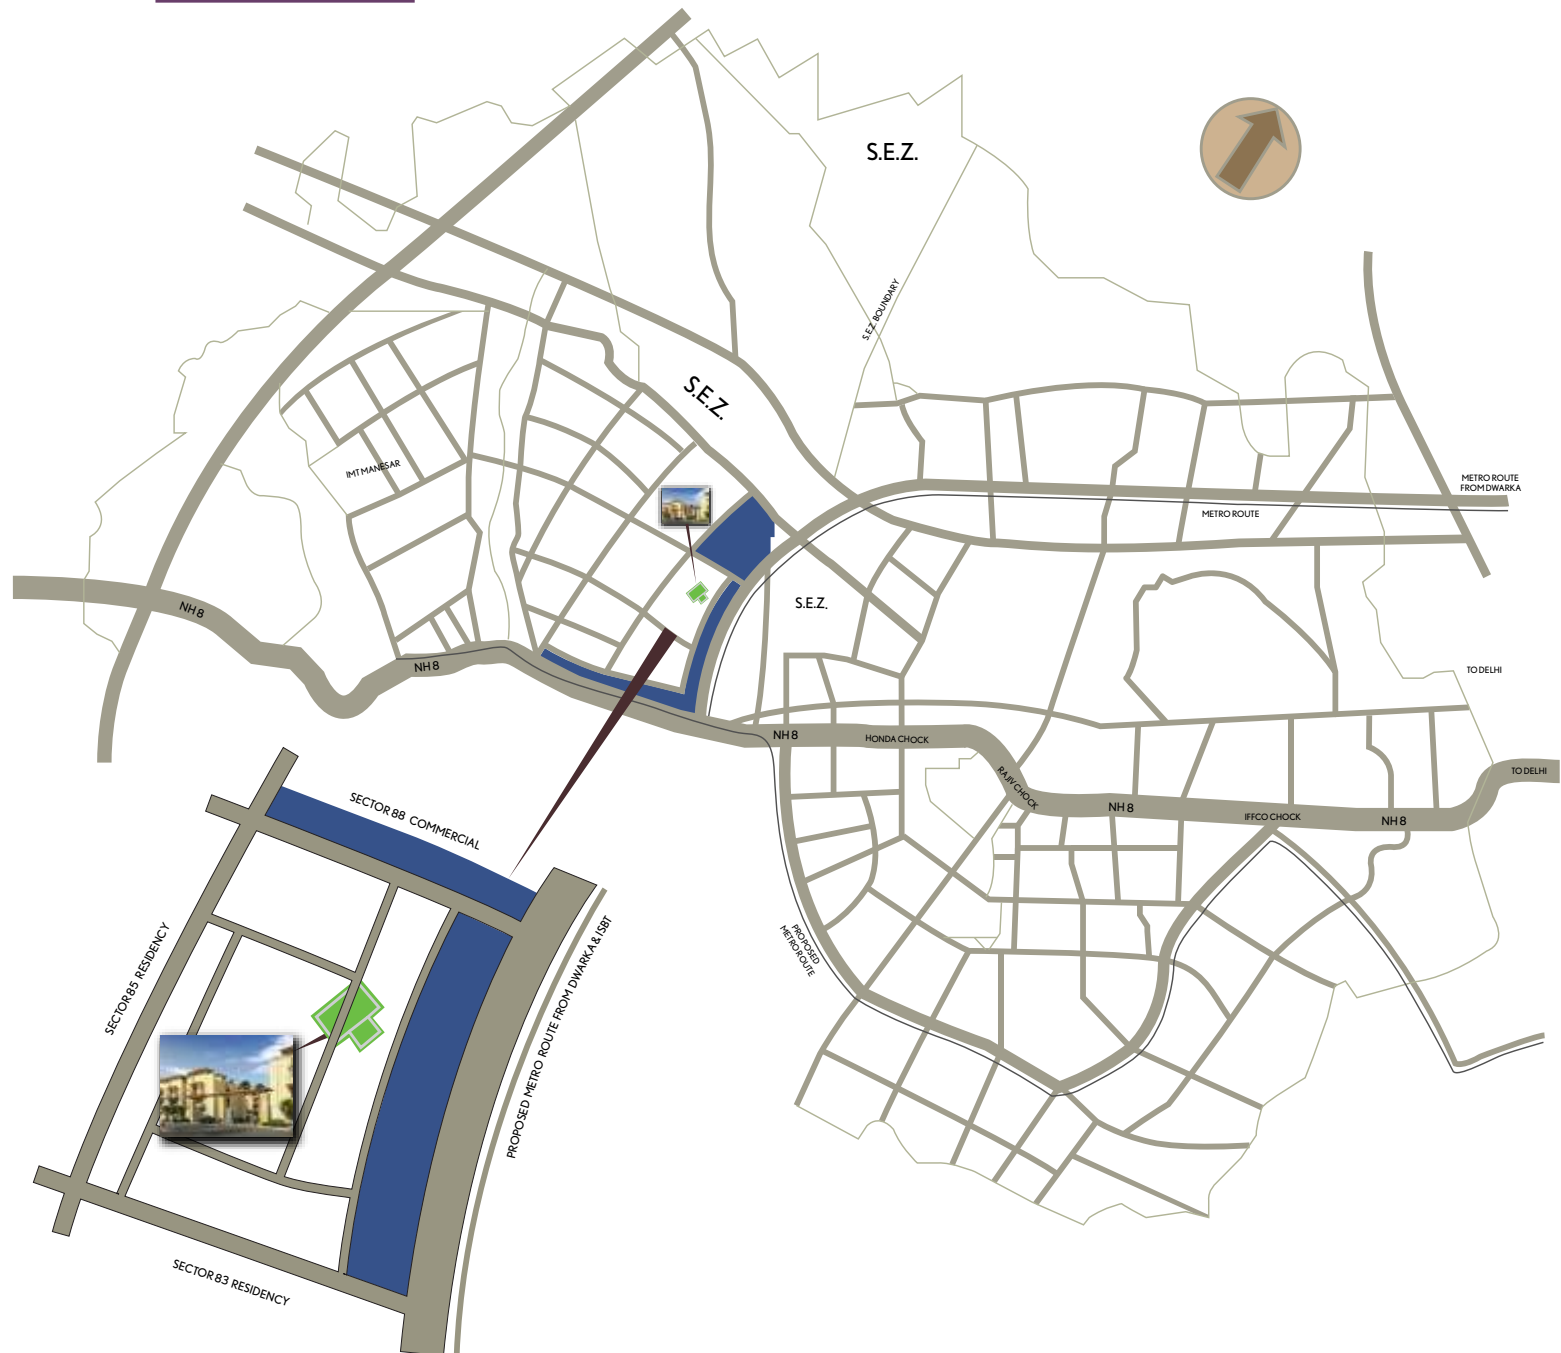 S.E.Z.
S.E.Z. BOUNDARY
S.E.Z.
IMT MANESAR
METRO ROUTE
FROM DWARKA
METRO ROUTE
S.E.Z.
NH 8
NH 8
TO DELHI
NH 8
HONDA CHOCK
RAJIV CHOCK
TO DELHI
NH 8
IFFCO CHOCK
NH 8
SECTOR 88 COMMERCIAL
PROPOSED
METRO ROUTE
SECTOR 85 RESIDENCY
PROPOSED METRO ROUTE FROM DWARKA & ISBT
SECTOR 83 RESIDENCY